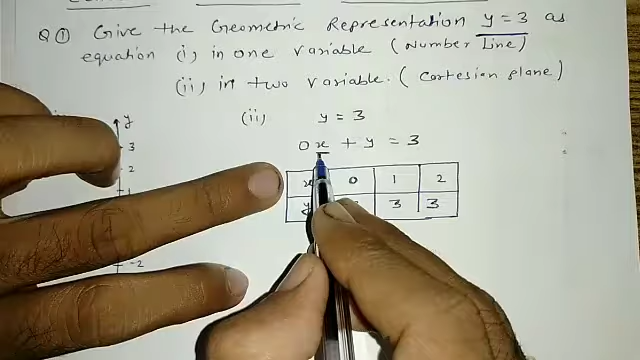 Q ① Give the Geometric Representation y = 3 as
equation (i) in one variable (Number Line)
(ii) in two variable. (Cartesian plane)
(ii) y = 3
0x + y = 3
x 0 1 2
y 3 3
y
3
2
1
-2